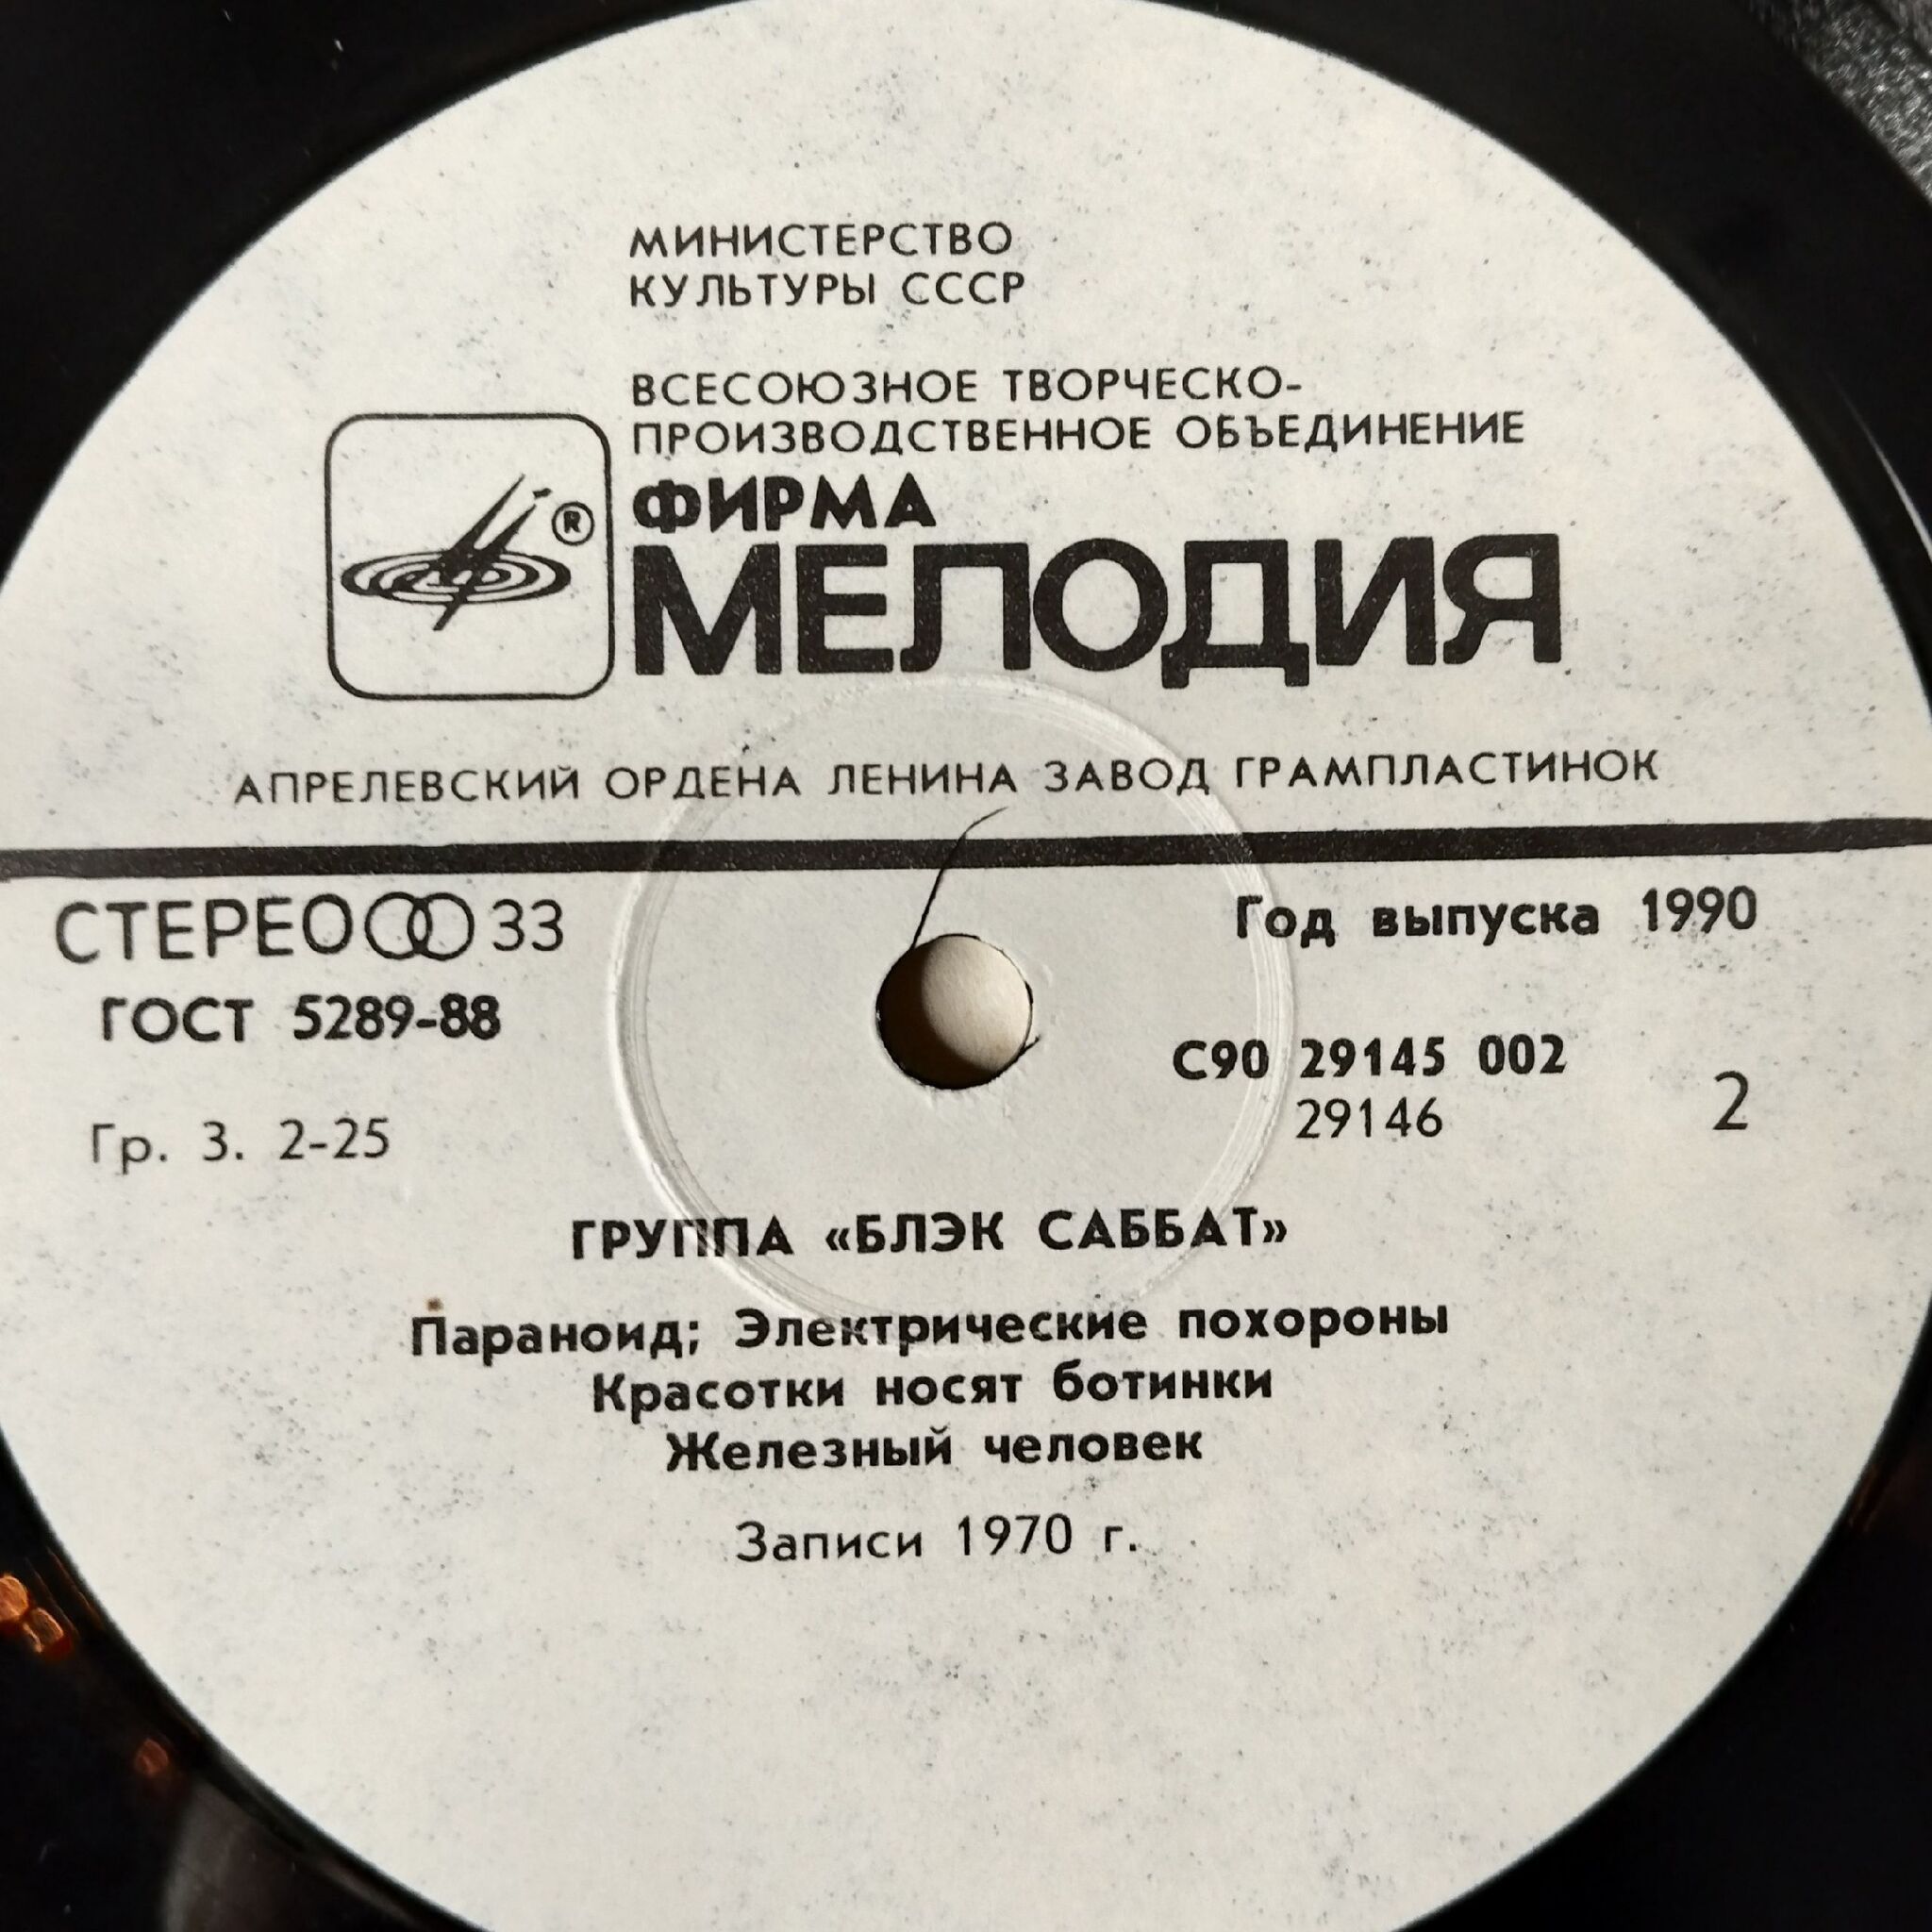 МИНИСТЕРСТВО
КУЛЬТУРЫ СССР
ВСЕСОЮЗНОЕ ТВОРЧЕСКО-
ПРОИЗВОДСТВЕННОЕ ОБЪЕДИНЕНИЕ
ФИРМА
®
МЕЛОДИЯ
АПРЕЛЕВСКИЙ ОРДЕНА ЛЕНИНА ЗАВОД ГРАМПЛАСТИНОК
СТЕРЕО 33
Год выпуска 1990
ГОСТ 5289-88
С90 29145 002
29146
2
Гр. 3. 2-25
ГРУППА «БЛЭК САББАТ»
Параноид; Электрические похороны
Красотки носят ботинки
Железный человек
Записи 1970 г.